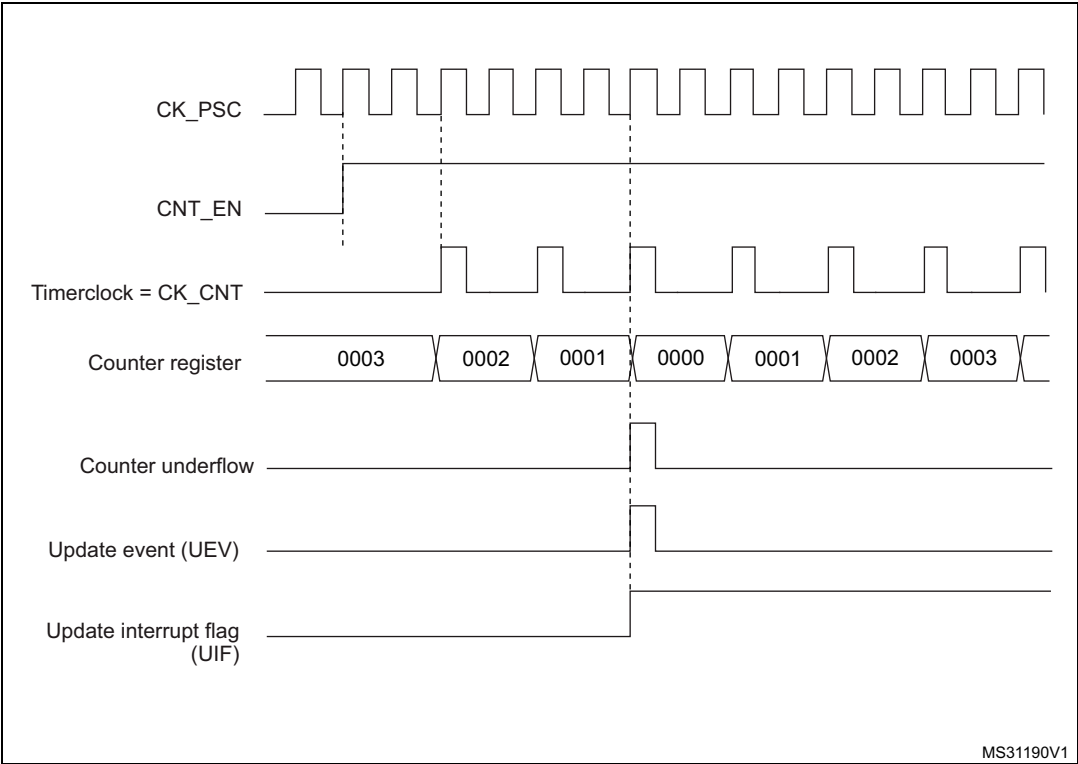 CK_PSC
CNT_EN
Timerclock = CK_CNT
Counter register
0003 0002 0001 0000 0001 0002 0003
Counter underflow
Update event (UEV)
Update interrupt flag
(UIF)
MS31190V1